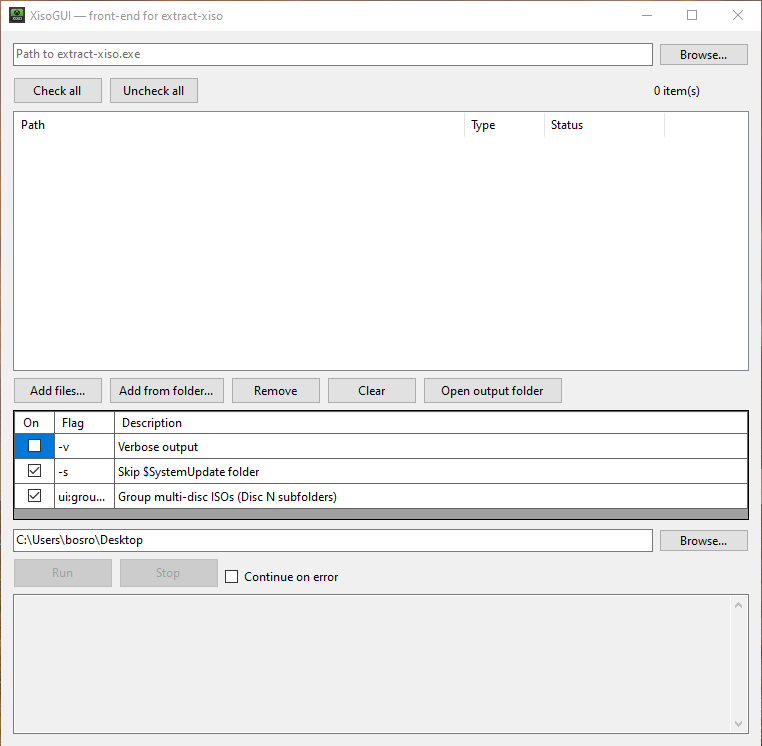 XisoGUI — front-end for extract-xiso
Path to extract-xiso.exe
Browse...
Check all
Uncheck all
0 item(s)
Path
Type
Status
Add files...
Add from folder...
Remove
Clear
Open output folder
On
Flag
Description
-v
Verbose output
-s
Skip $SystemUpdate folder
ui:grou...
Group multi-disc ISOs (Disc N subfolders)
C:\Users\bosro\Desktop
Browse...
Run
Stop
Continue on error